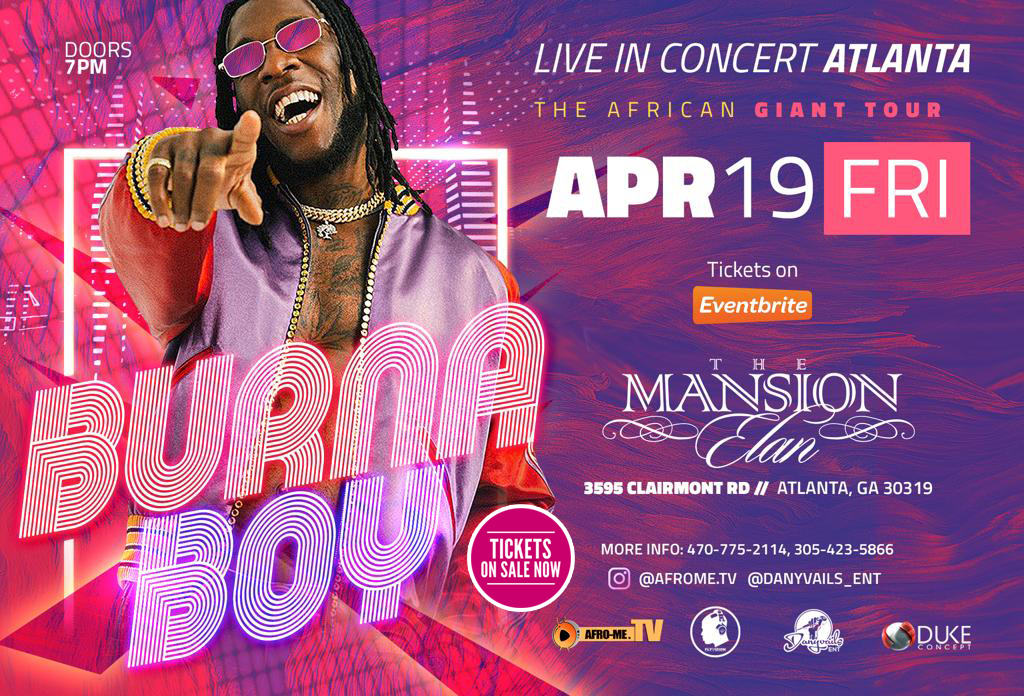 DOORS
7PM
LIVE IN CONCERT ATLANTA
THE AFRICAN GIANT TOUR
APR 19 FRI
Tickets on
Eventbrite
THE
MANSION
Elan
3595 CLAIRMONT RD // ATLANTA, GA 30319
BURNA
BOY
TICKETS
ON SALE NOW
MORE INFO: 470-775-2114, 305-423-5866
@AFROME.TV @DANYVAILS_ENT
AFRO-ME.TV
Danyvails
ENT
DUKE
CONCEPT